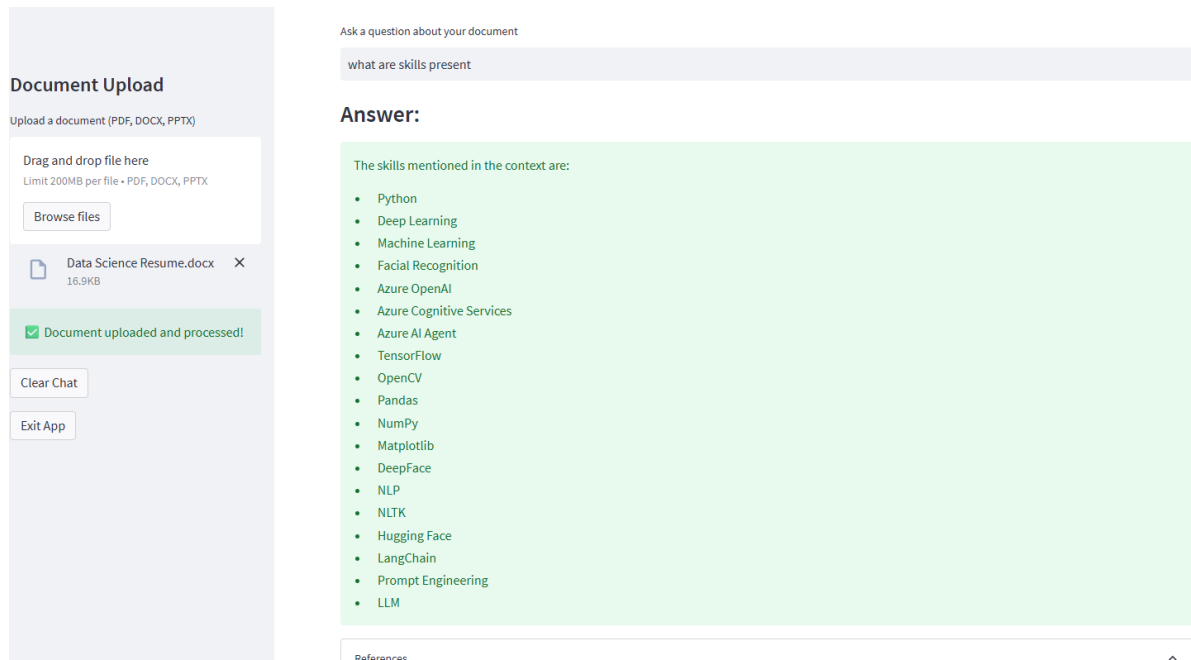 Document Upload
Upload a document (PDF, DOCX, PPTX)
Drag and drop file here
Limit 200MB per file • PDF, DOCX, PPTX
Browse files
Data Science Resume.docx
16.9KB
Document uploaded and processed!
Clear Chat
Exit App
Ask a question about your document
what are skills present
Answer:
The skills mentioned in the context are:
• Python
• Deep Learning
• Machine Learning
• Facial Recognition
• Azure OpenAI
• Azure Cognitive Services
• Azure AI Agent
• TensorFlow
• OpenCV
• Pandas
• NumPy
• Matplotlib
• DeepFace
• NLP
• NLTK
• Hugging Face
• LangChain
• Prompt Engineering
• LLM
References